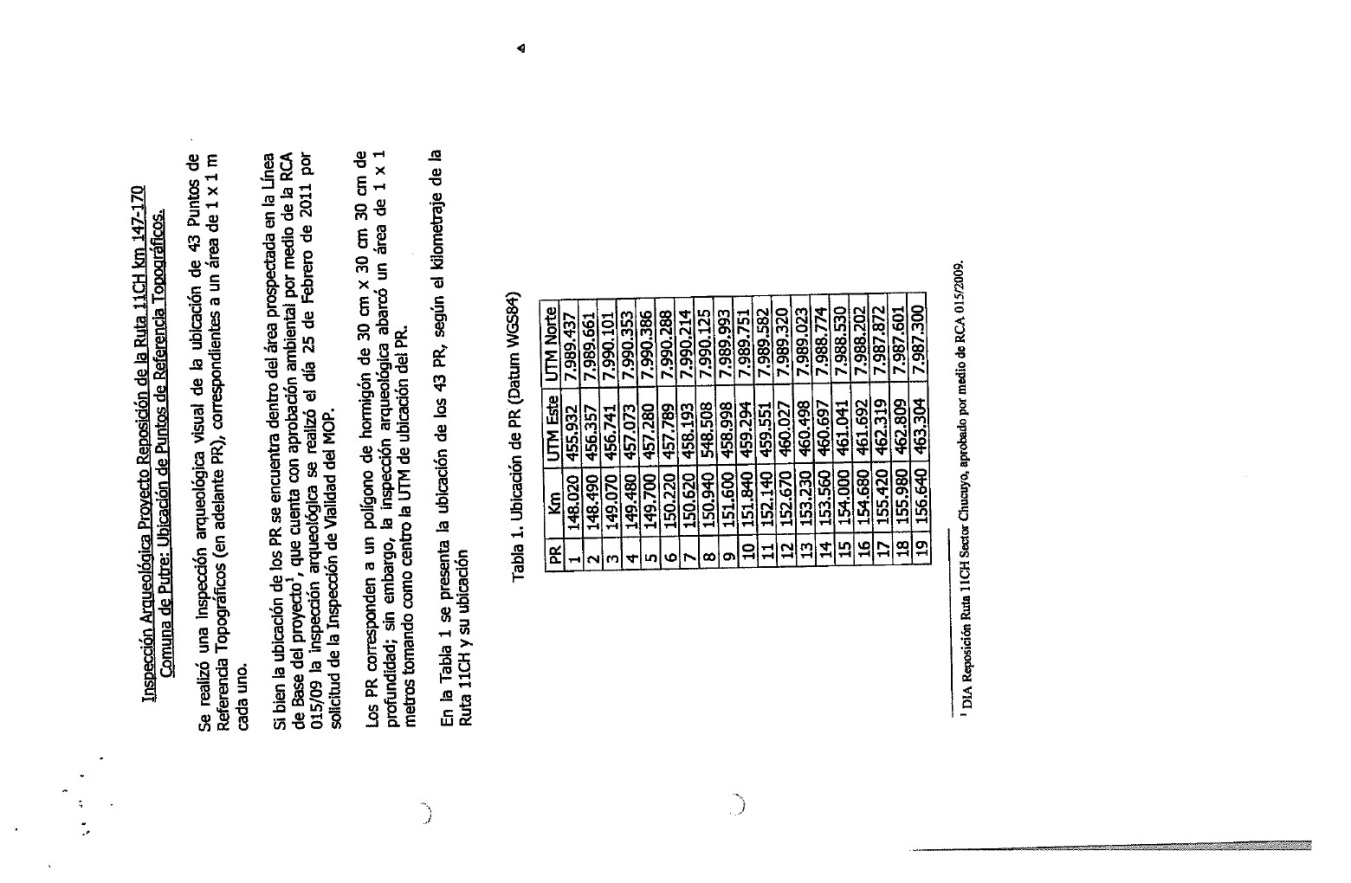 Inspección Arqueológica Proyecto Reposición de la Ruta 11CH km 147-170
Comuna de Putre: Ubicación de Puntos de Referencia Topográficos.
Se realizó una inspección arqueológica visual de la ubicación de 43 Puntos de
Referencia Topográficos (en adelante PR), correspondientes a un área de 1 x 1 m
cada uno.
Si bien la ubicación de los PR se encuentra dentro del área prospectada en la Línea
de Base del proyecto¹, que cuenta con aprobación ambiental por medio de la RCA
015/09 la inspección arqueológica se realizó el día 25 de Febrero de 2011 por
solicitud de la Inspección de Vialidad del MOP.
Los PR corresponden a un polígono de hormigón de 30 cm x 30 cm 30 cm de
profundidad; sin embargo, la inspección arqueológica abarcó un área de 1 x 1
metros tomando como centro la UTM de ubicación del PR.
En la Tabla 1 se presenta la ubicación de los 43 PR, según el kilometraje de la
Ruta 11CH y su ubicación
Tabla 1. Ubicación de PR (Datum WGS84)
PR Km UTM Este UTM Norte
1 148.020 455.932 7.989.437
2 148.490 456.357 7.989.661
3 149.070 456.741 7.990.101
4 149.480 457.073 7.990.353
5 149.700 457.280 7.990.386
6 150.220 457.789 7.990.288
7 150.620 458.193 7.990.214
8 150.940 548.508 7.990.125
9 151.600 458.998 7.989.993
10 151.840 459.294 7.989.751
11 152.140 459.551 7.989.582
12 152.670 460.027 7.989.320
13 153.230 460.498 7.989.023
14 153.560 460.697 7.988.774
15 154.000 461.041 7.988.530
16 154.680 461.692 7.988.202
17 155.420 462.319 7.987.872
18 155.980 462.809 7.987.601
19 156.640 463.304 7.987.300
¹ DIA Reposición Ruta 11CH Sector Chucuyo, aprobado por medio de RCA 015/2009.